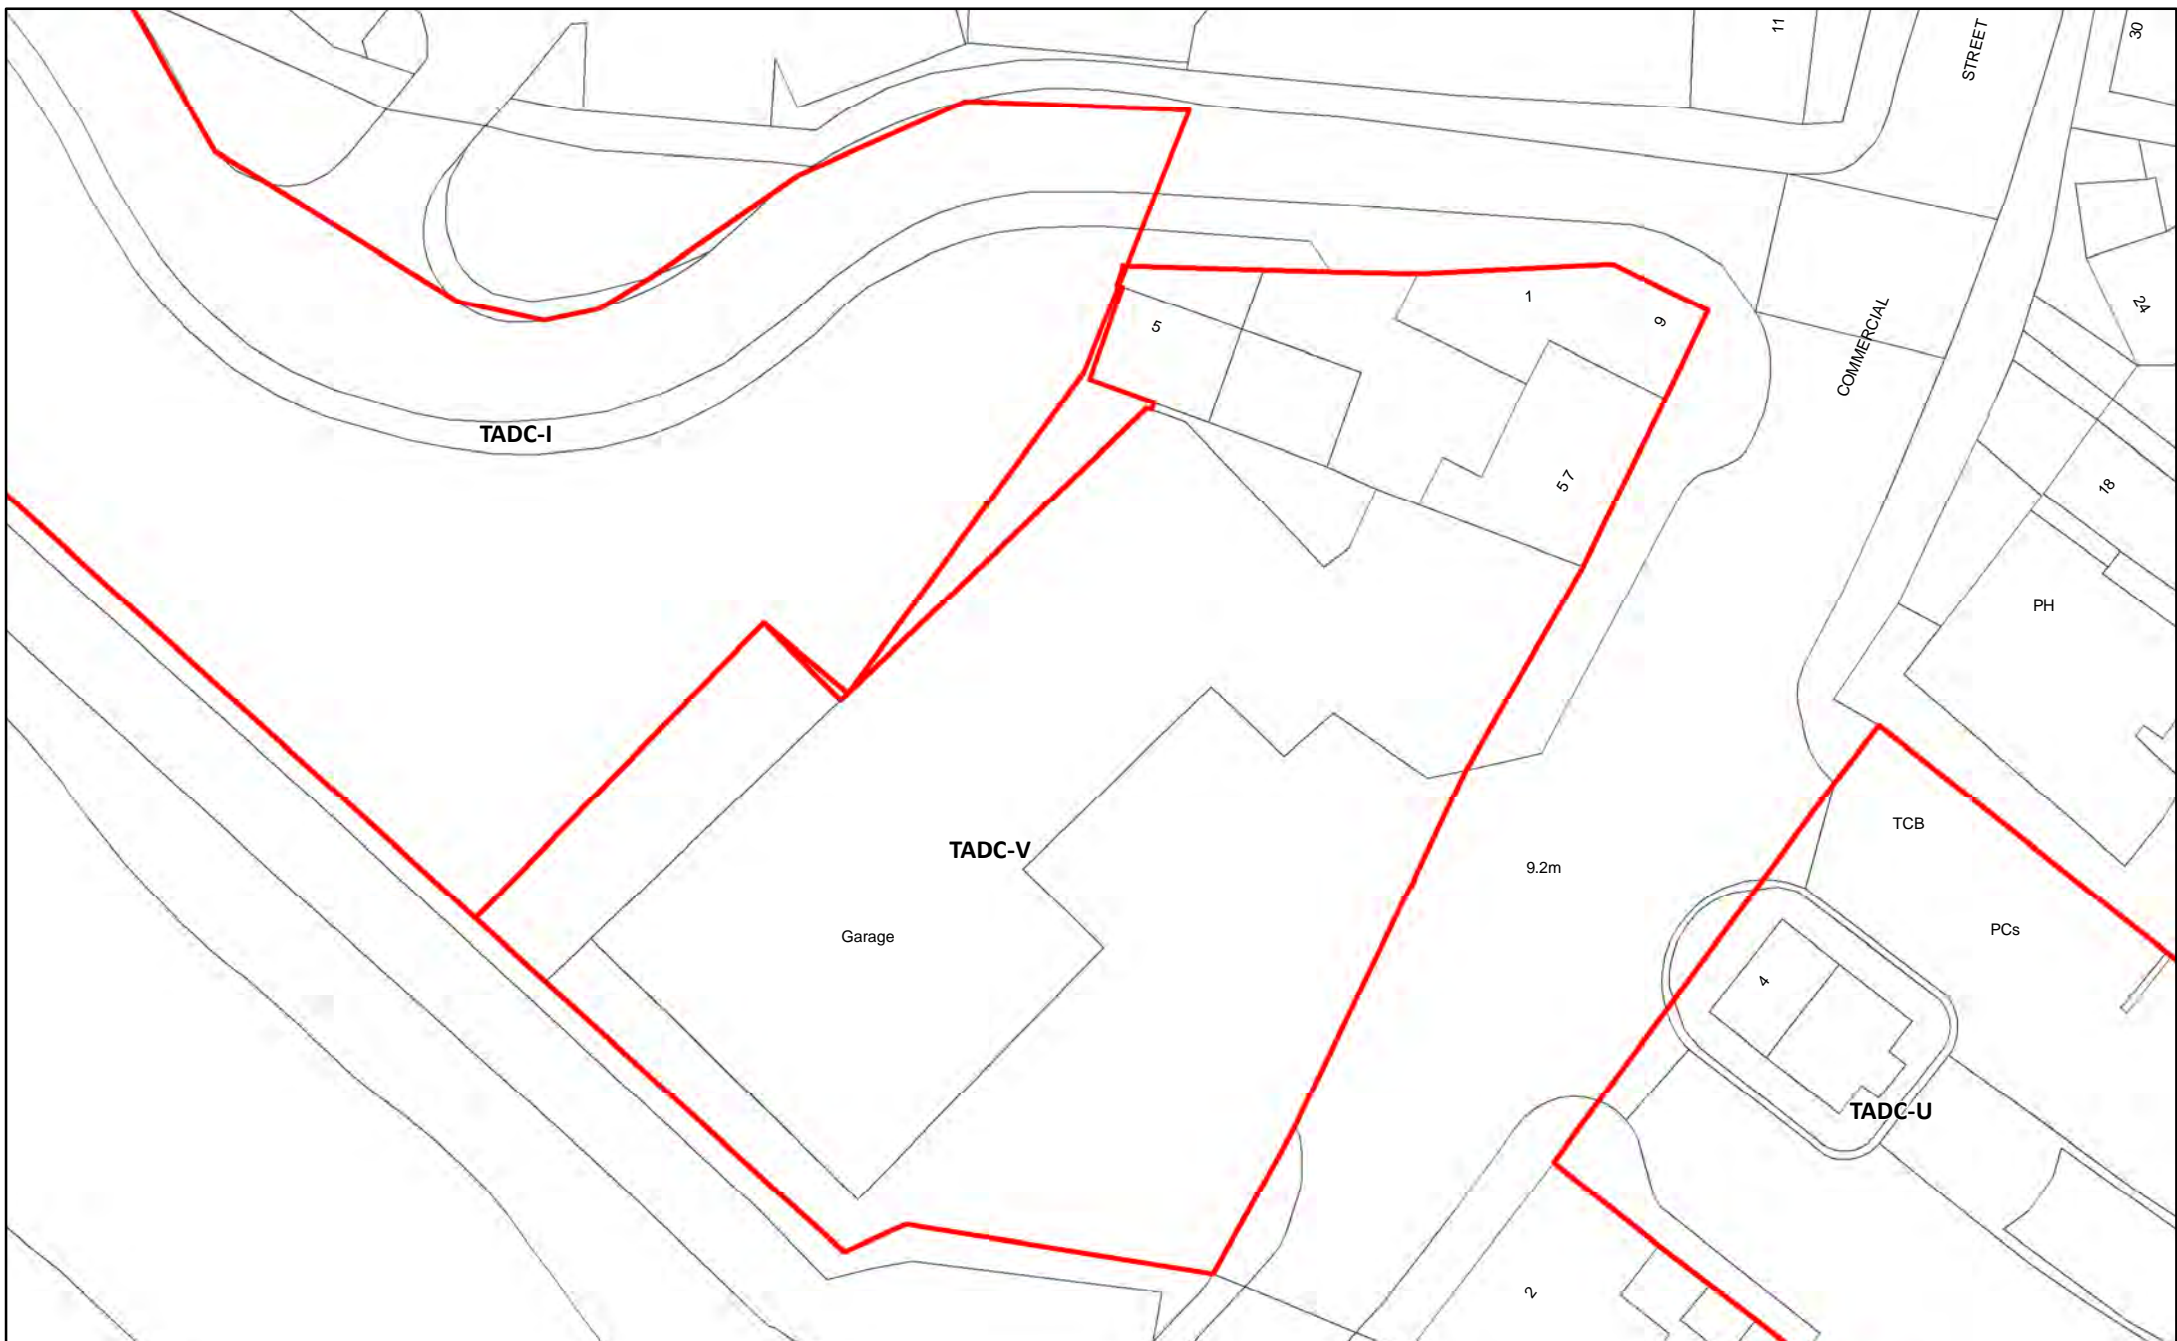 11
STREET
30
5
1
9
COMMERCIAL
24
TADC-I
5 7
18
PH
TCB
TADC-V
9.2m
Garage
PCs
4
TADC-U
2